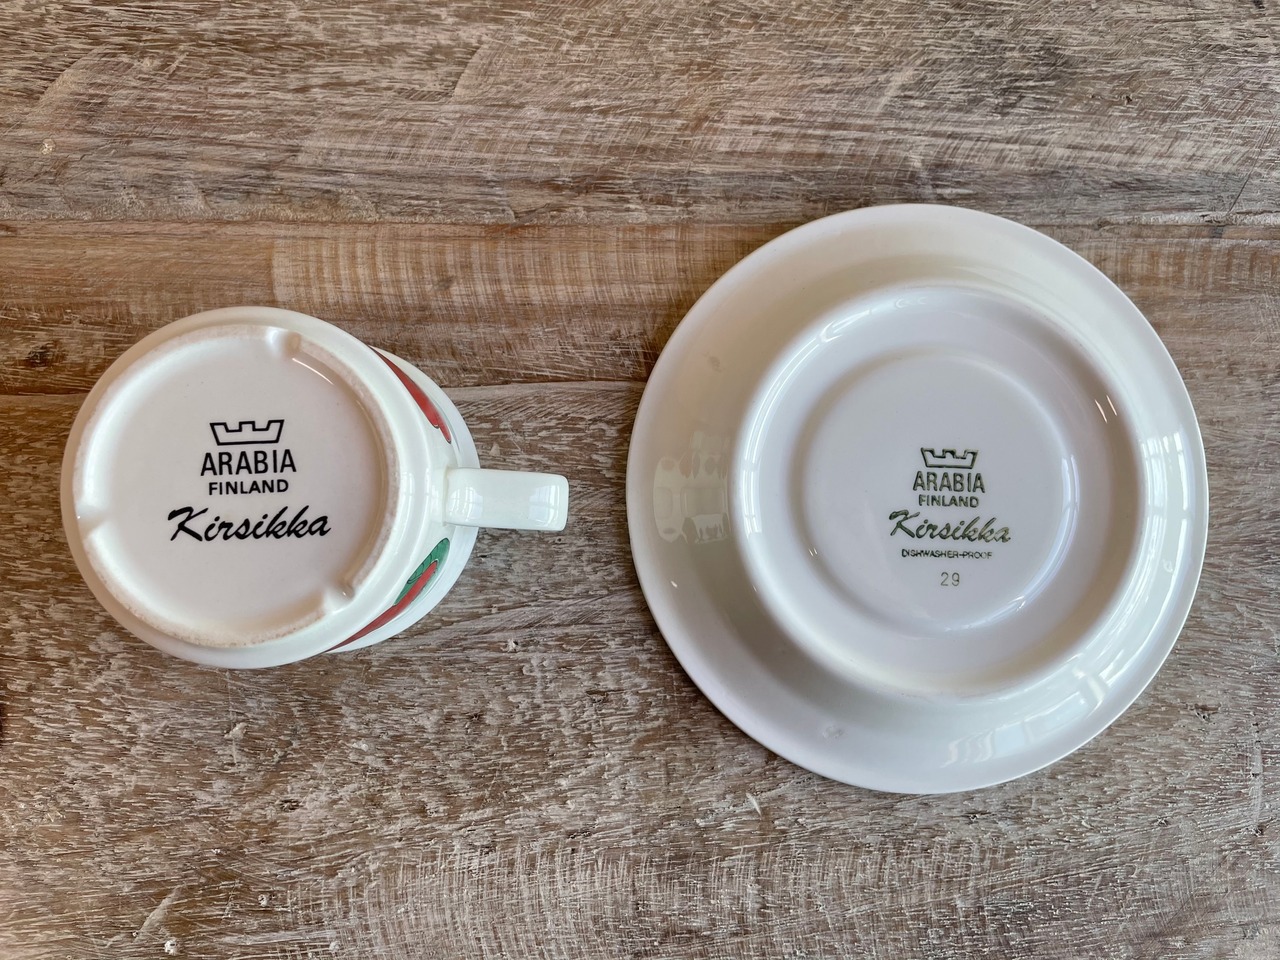 ARABIA
FINLAND
Kirsikka
ARABIA
FINLAND
Kirsikka
DISHWASHER-PROOF
29